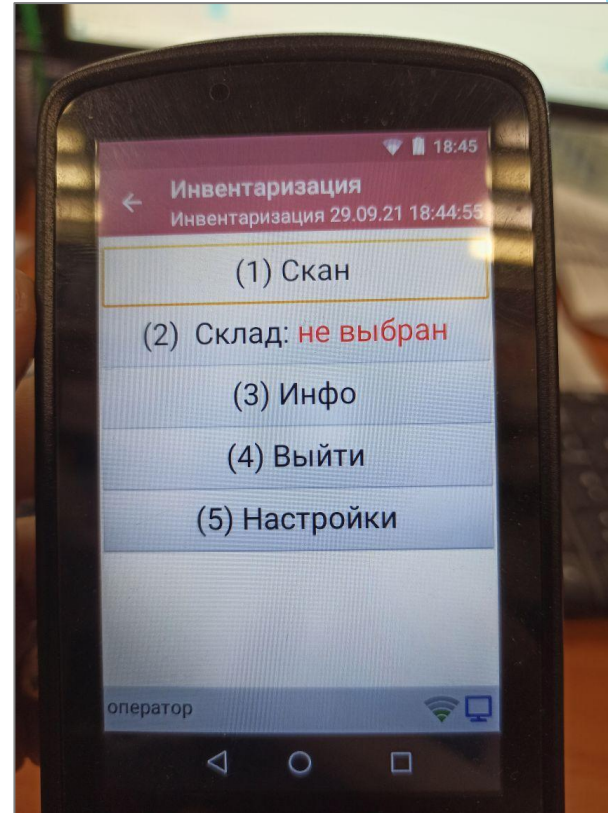 18:45
Инвентаризация
Инвентаризация 29.09.21 18:44:55
(1) Скан
(2) Склад: не выбран
(3) Инфо
(4) Выйти
(5) Настройки
оператор